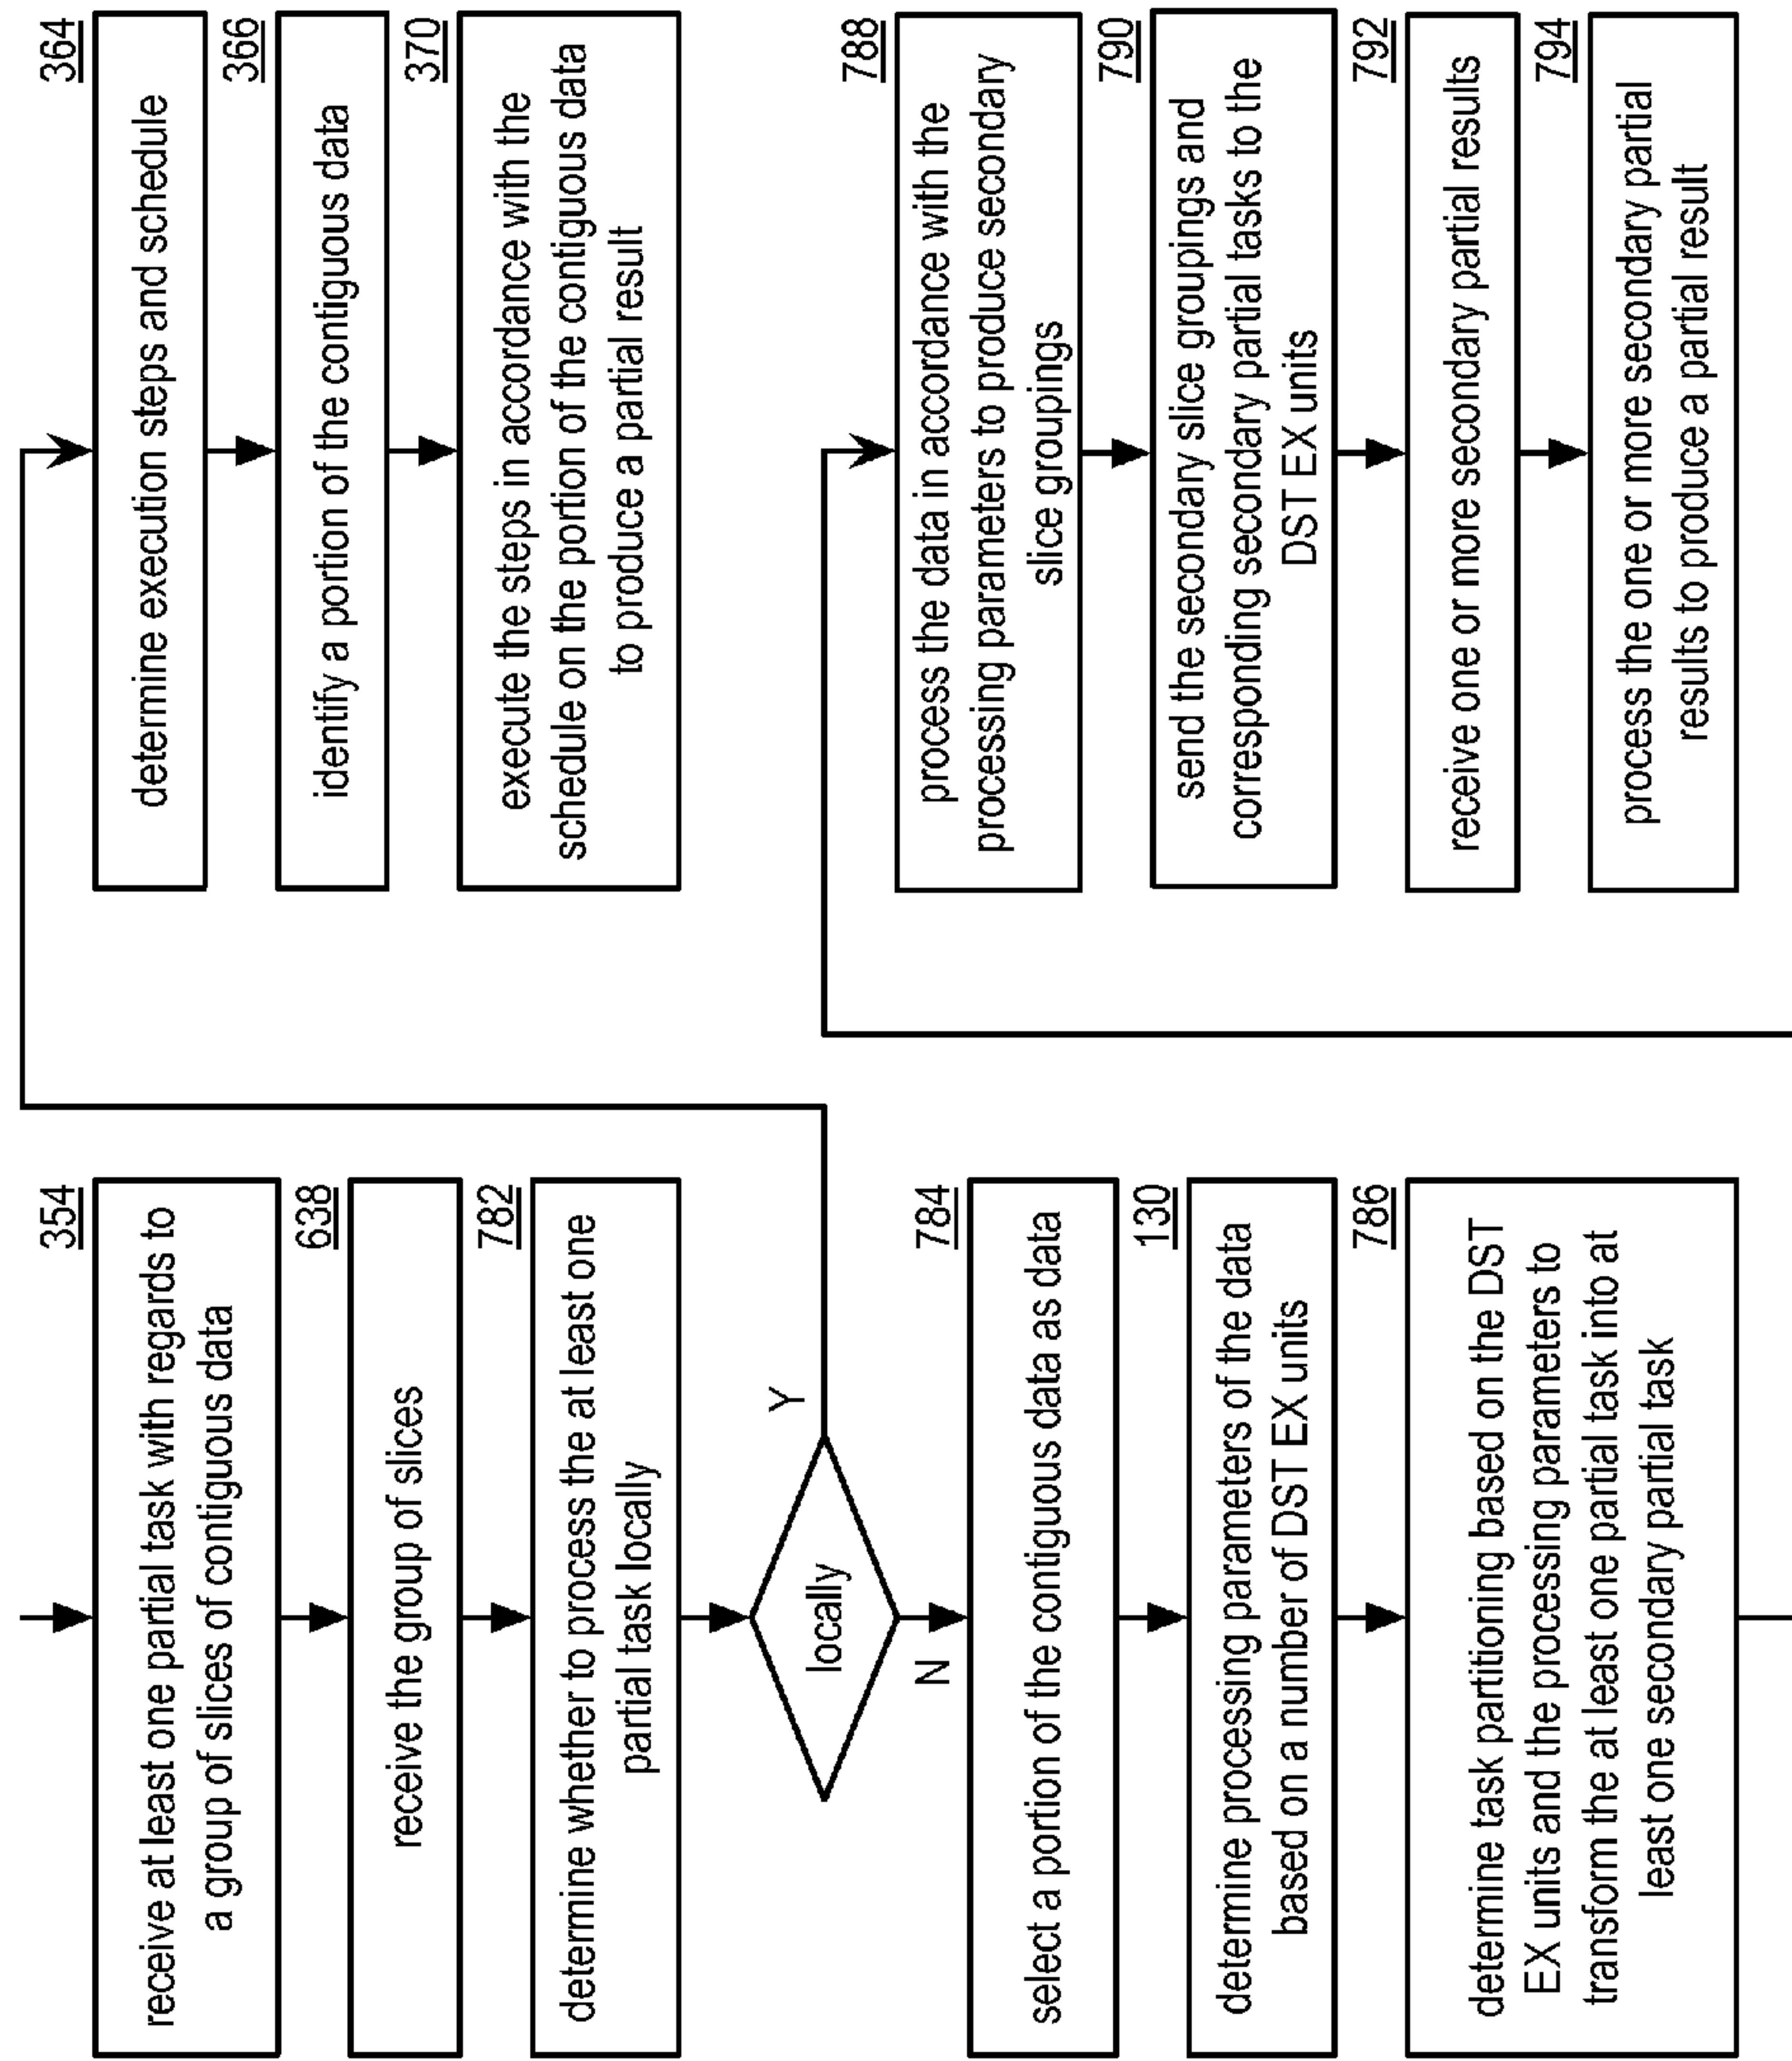 354
receive at least one partial task with regards to
a group of slices of contiguous data
638
receive the group of slices
782
determine whether to process the at least one
partial task locally
locally
Y
N
784
select a portion of the contiguous data as data
130
determine processing parameters of the data
based on a number of DST EX units
786
determine task partitioning based on the DST
EX units and the processing parameters to
transform the at least one partial task into at
least one secondary partial task
364
determine execution steps and schedule
366
identify a portion of the contiguous data
370
execute the steps in accordance with the
schedule on the portion of the contiguous data
to produce a partial result
788
process the data in accordance with the
processing parameters to produce secondary
slice groupings
790
send the secondary slice groupings and
corresponding secondary partial tasks to the
DST EX units
792
receive one or more secondary partial results
794
process the one or more secondary partial
results to produce a partial result